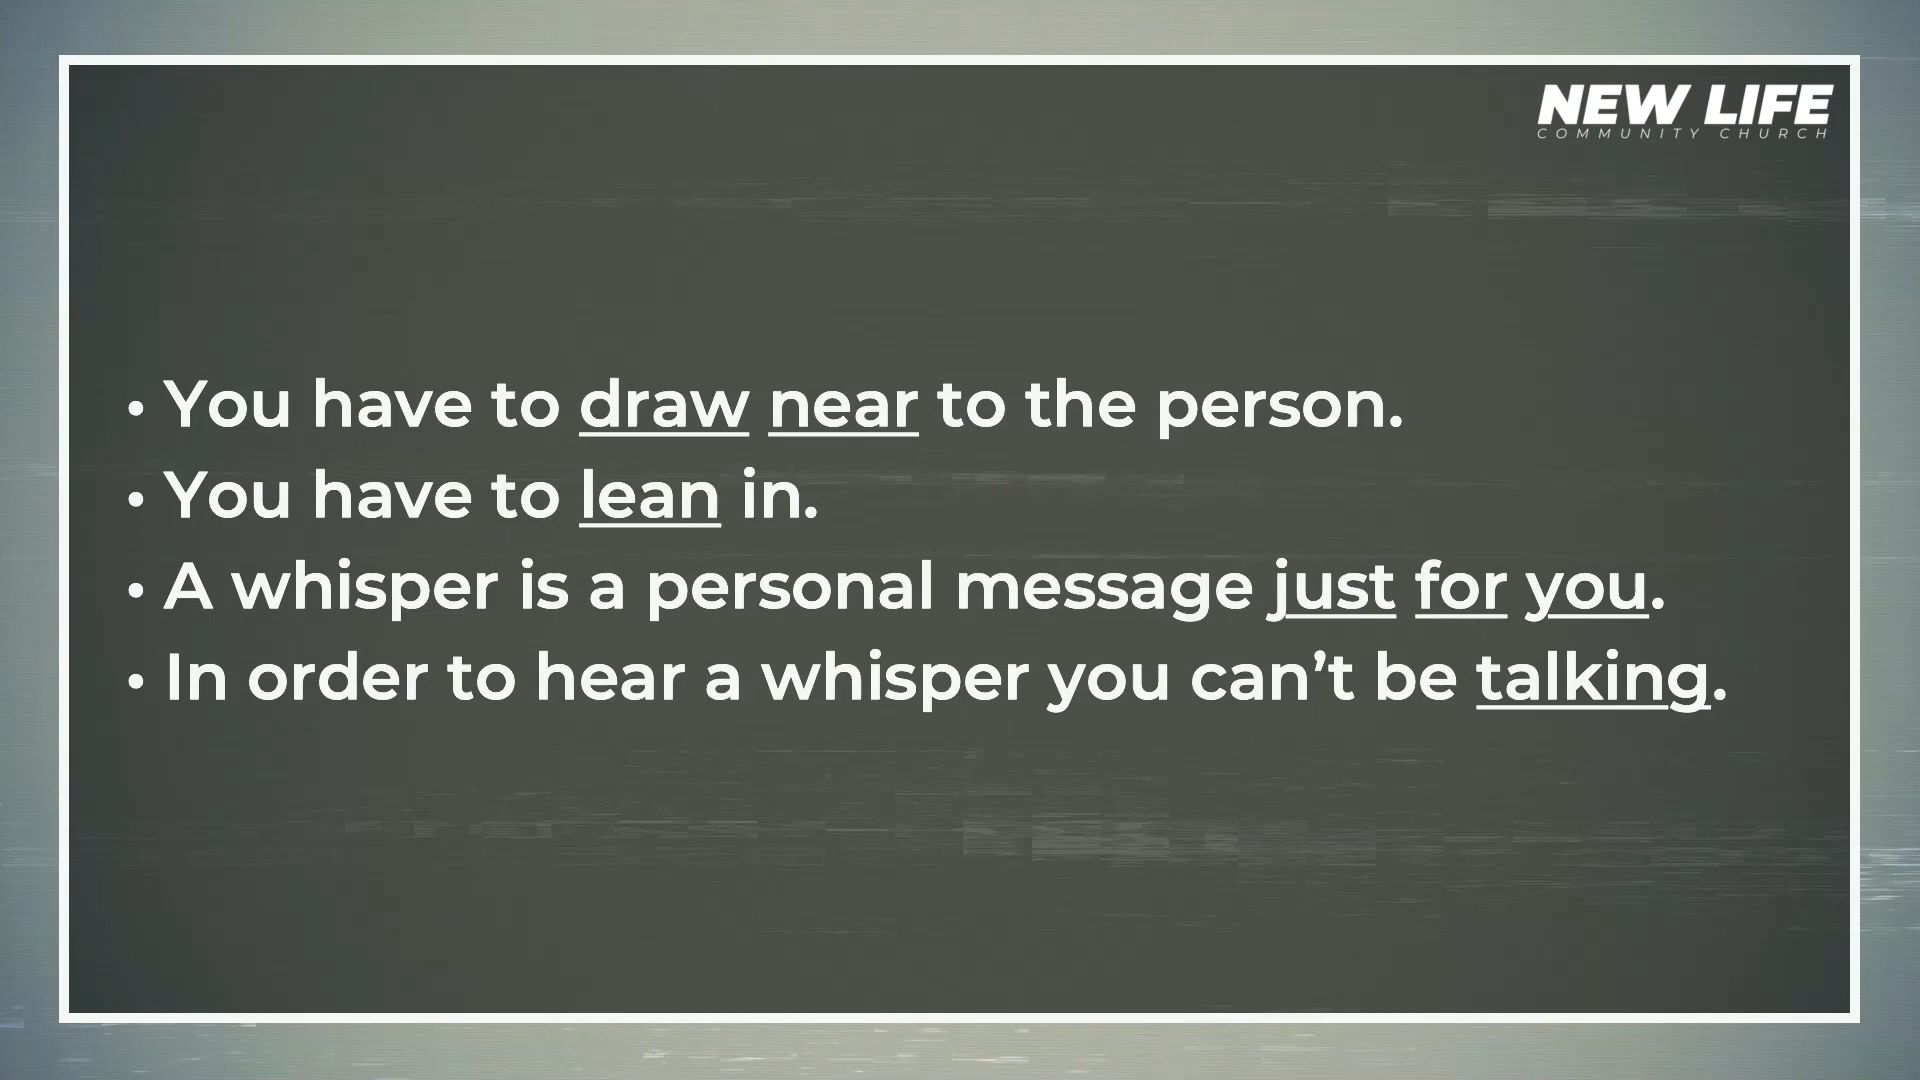 NEW LIFE
COMMUNITY CHURCH
• You have to draw near to the person.
• You have to lean in.
• A whisper is a personal message just for you.
• In order to hear a whisper you can’t be talking.